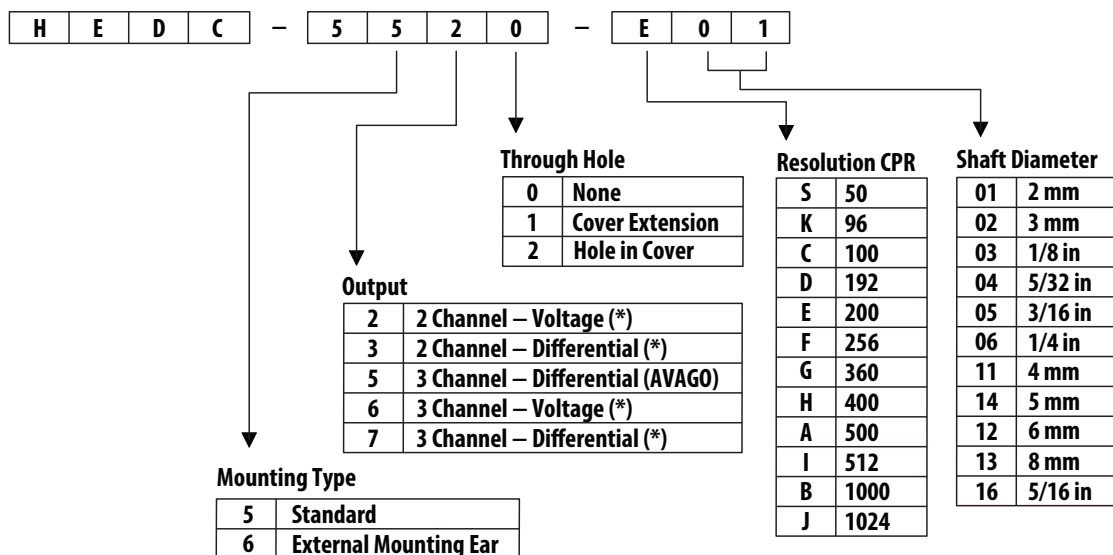 H E D C – 5 5 2 0 – E 0 1
Through Hole
0 None
1 Cover Extension
2 Hole in Cover
Resolution CPR
S 50
K 96
C 100
D 192
E 200
F 256
G 360
H 400
A 500
I 512
B 1000
J 1024
Shaft Diameter
01 2 mm
02 3 mm
03 1/8 in
04 5/32 in
05 3/16 in
06 1/4 in
11 4 mm
14 5 mm
12 6 mm
13 8 mm
16 5/16 in
Output
2 2 Channel – Voltage (*)
3 2 Channel – Differential (*)
5 3 Channel – Differential (AVAGO)
6 3 Channel – Voltage (*)
7 3 Channel – Differential (*)
Mounting Type
5 Standard
6 External Mounting Ear